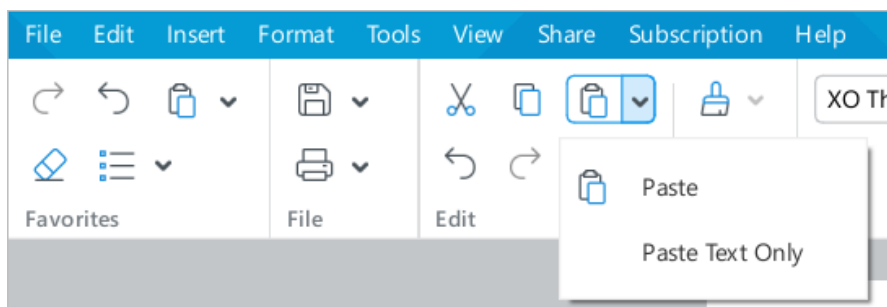 File Edit Insert Format Tools View Share Subscription Help
XO Th
Favorites File Edit
Paste
Paste Text Only